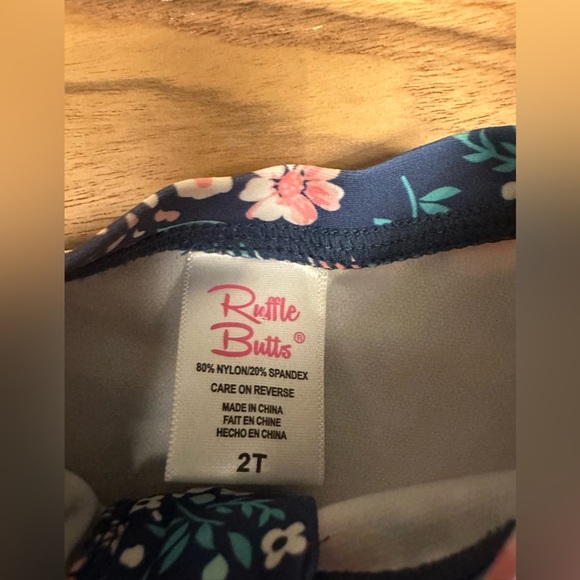 Ruffle
Butts®
80% NYLON/20% SPANDEX
CARE ON REVERSE
MADE IN CHINA
FAIT EN CHINE
HECHO EN CHINA
2T